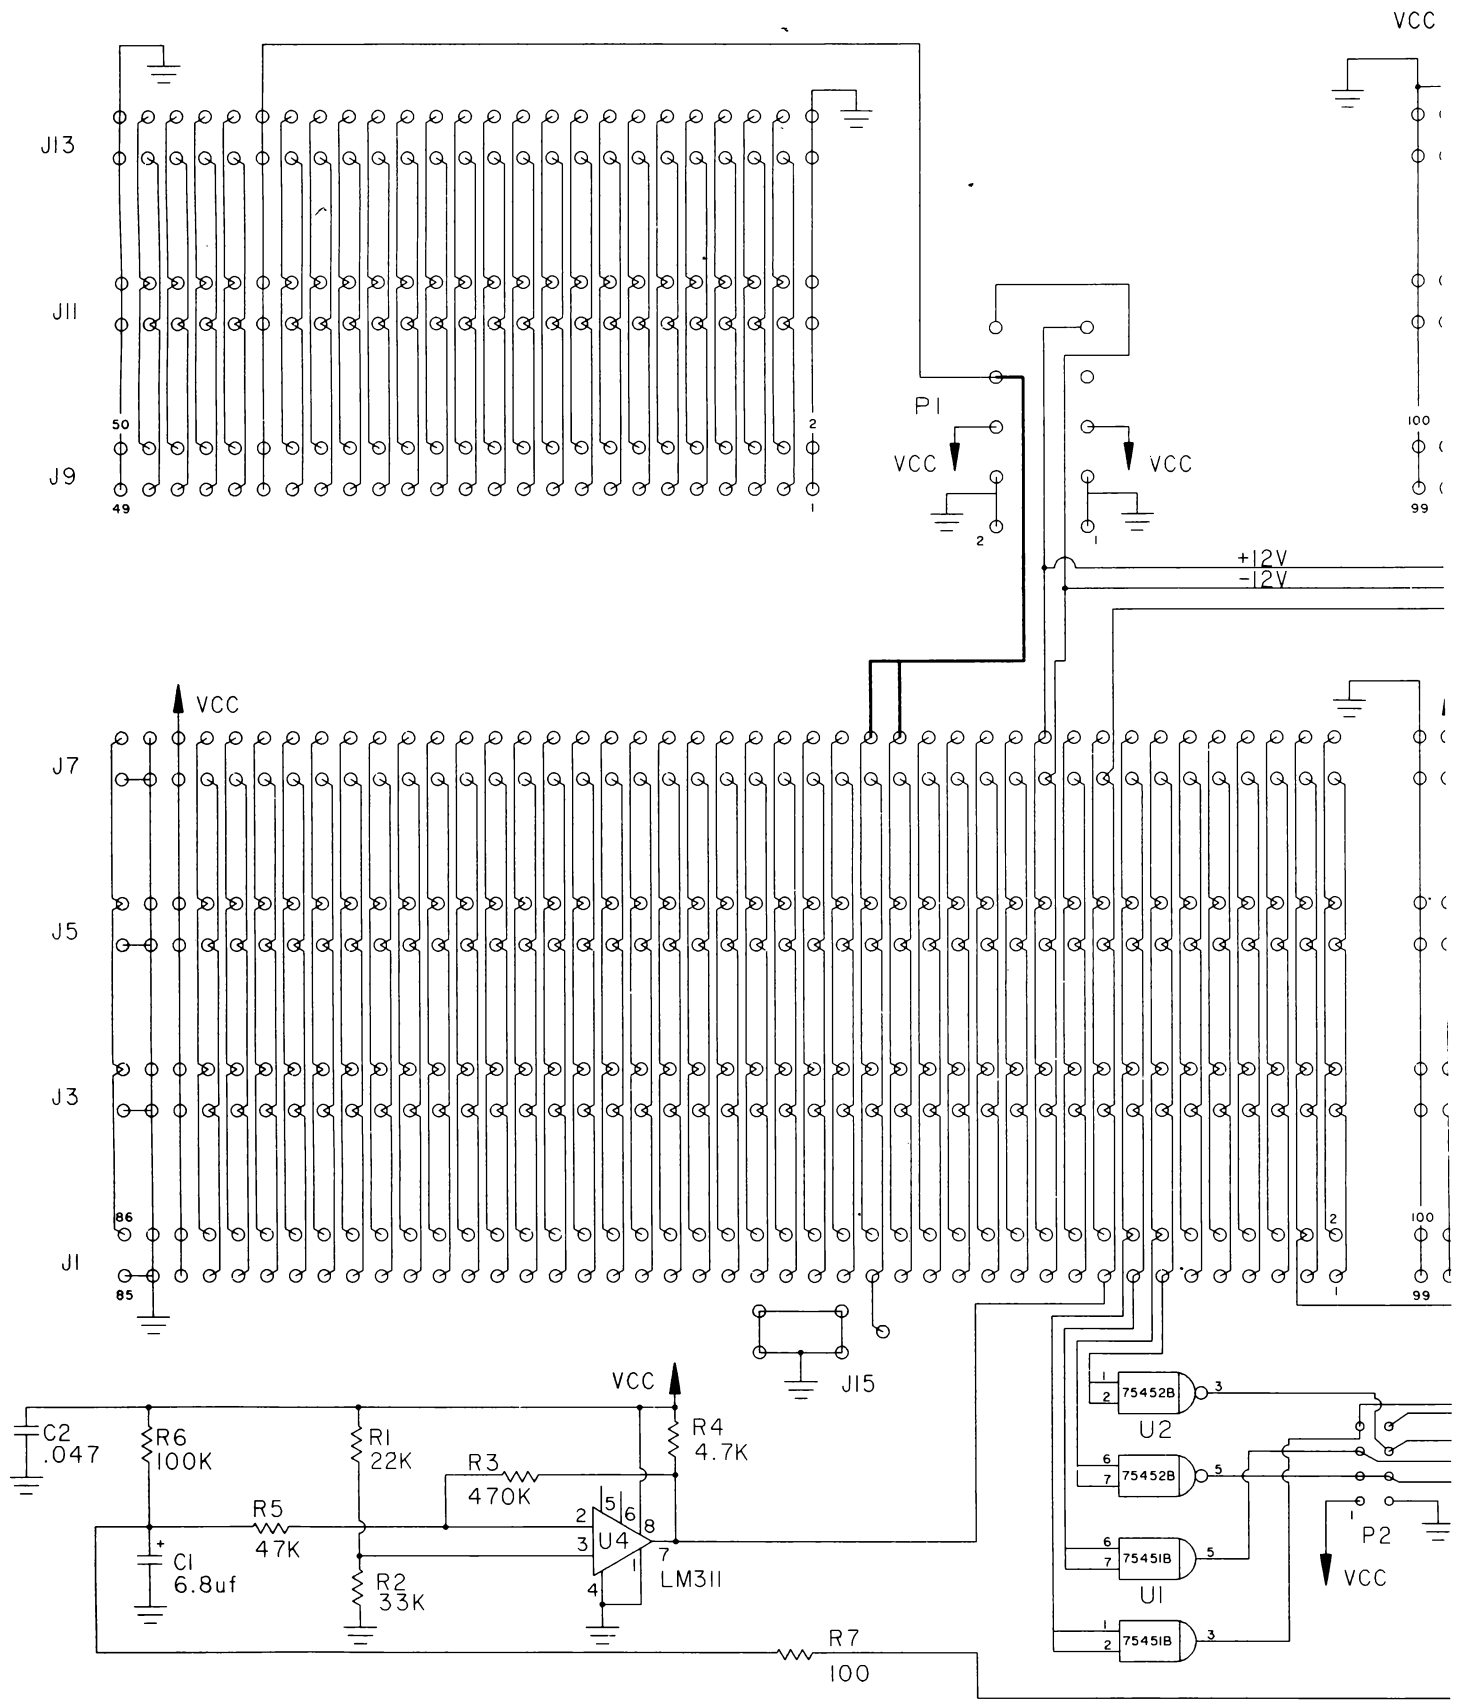 VCC
J13
J11
50
2
100
P1
VCC
VCC
J9
49
1
99
2
1
+12V
-12V
VCC
J7
J5
J3
86
2
100
J1
85
1
99
J15
VCC
1
2
75452B
3
U2
C2
.047
R6
100K
R1
22K
R4
4.7K
R3
470K
6
7
75452B
5
R5
47K
2
3
5
6
8
U4
7
1
4
LM311
1
P2
VCC
+
C1
6.8uf
R2
33K
6
7
75451B
5
U1
1
2
75451B
3
R7
100